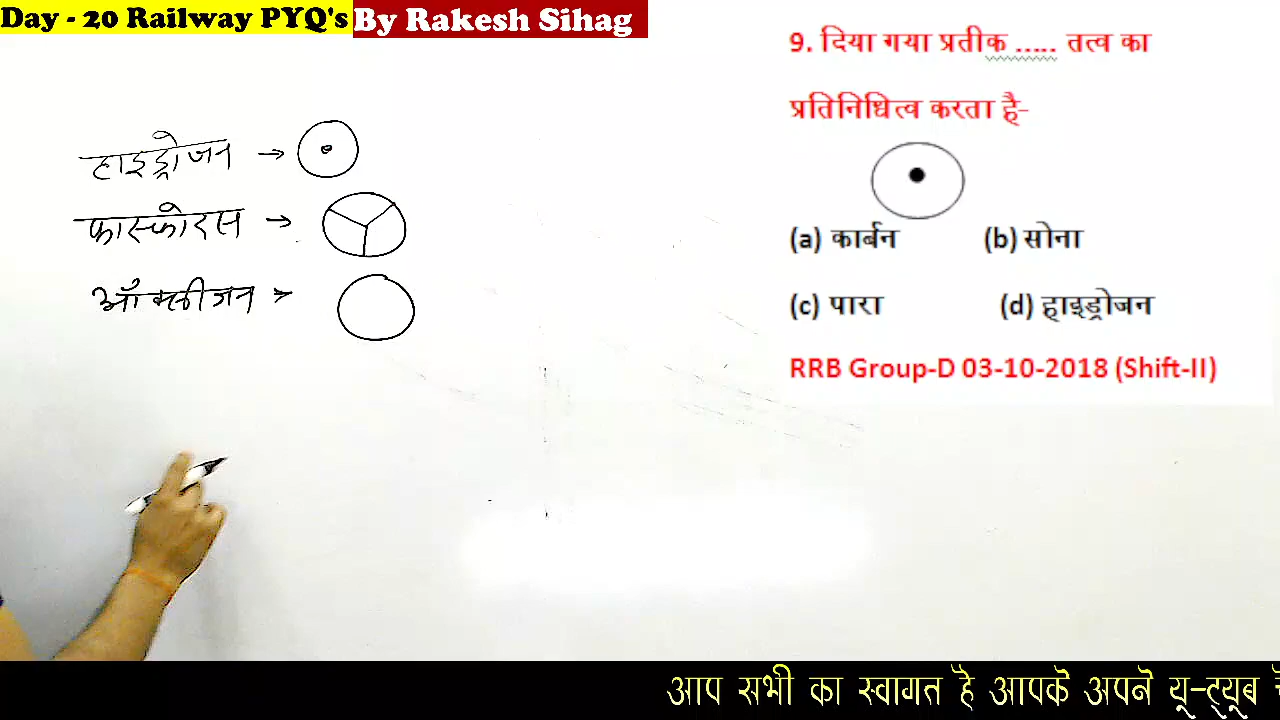 Day - 20 Railway PYQ's By Rakesh Sihag
9. दिया गया प्रतीक ..... तत्व का
प्रतिनिधित्व करता है-
(a) कार्बन (b) सोना
(c) पारा (d) हाइड्रोजन
RRB Group-D 03-10-2018 (Shift-II)
हाइड्रोजन →
फास्फोरस →
ऑक्सीजन →
आप सभी का स्वागत है आपके अपने यू-ट्यूब